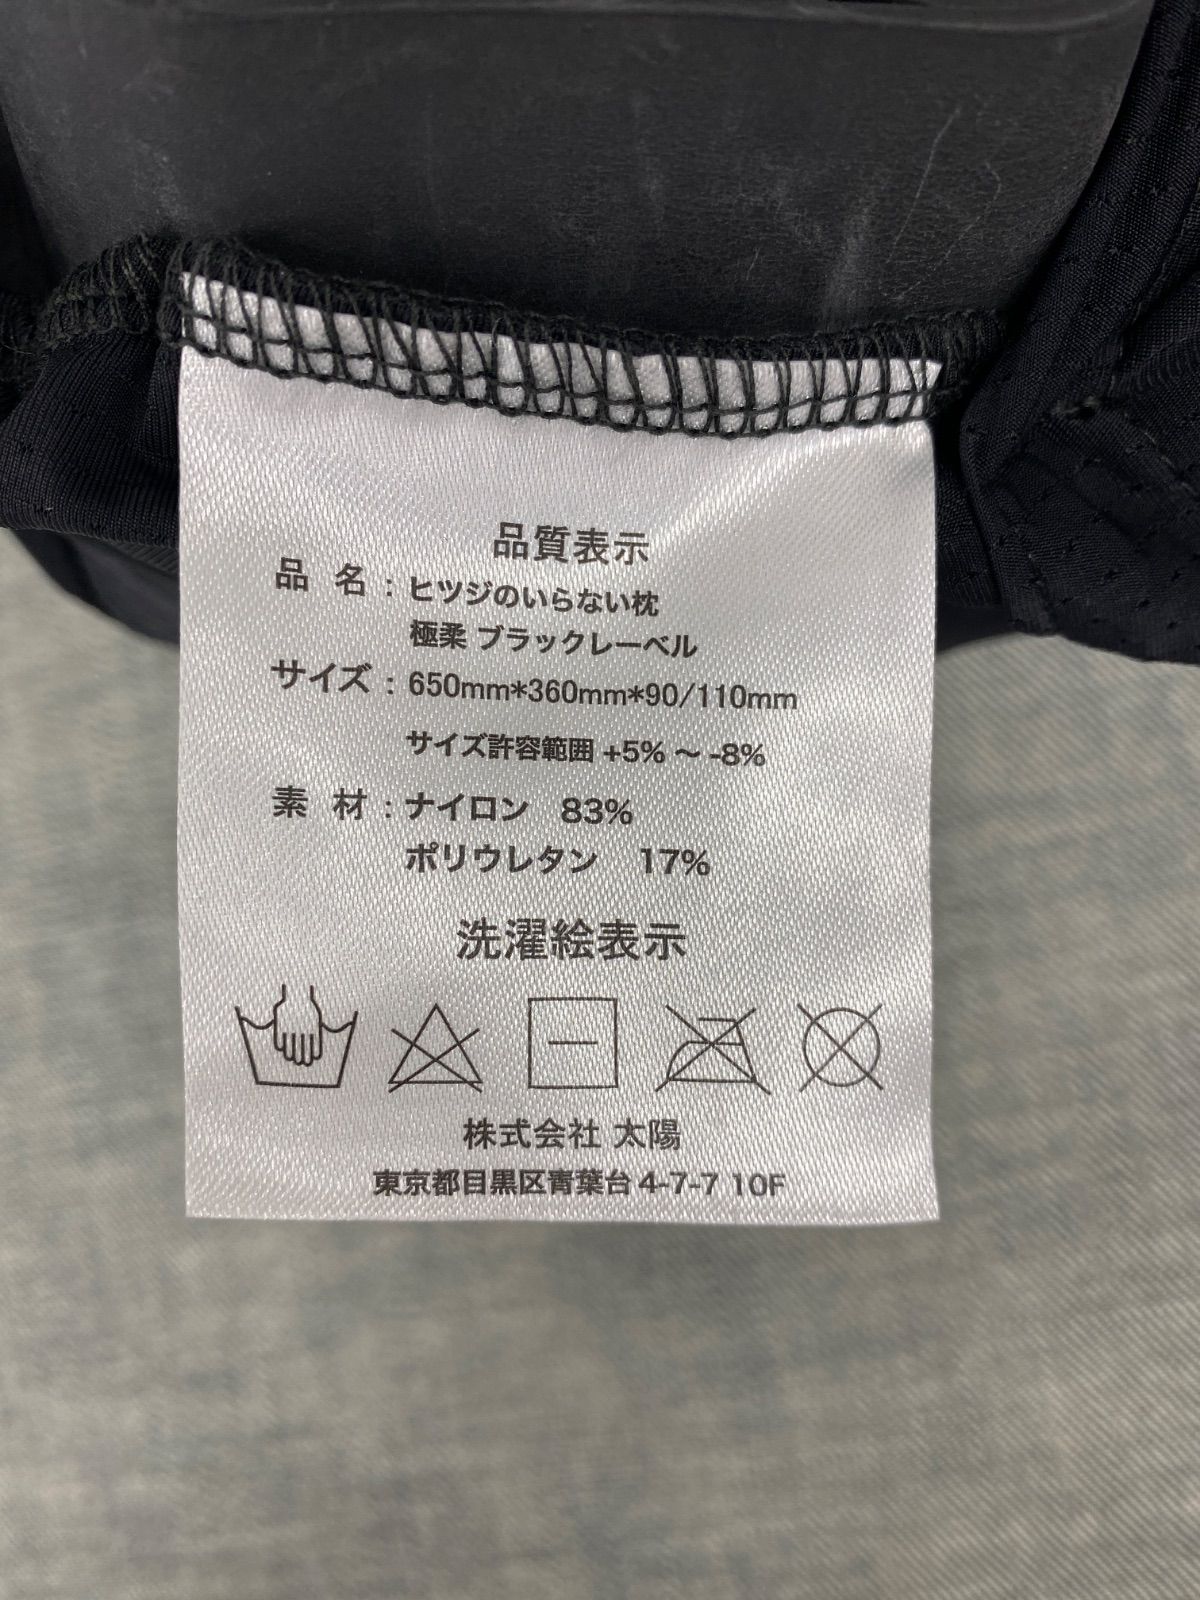 品質表示
品 名 : ヒツジのいらない枕
極柔 ブラックレーベル
サイズ : 650mm*360mm*90/110mm
サイズ許容範囲 +5% ～ -8%
素 材 : ナイロン 83%
ポリウレタン 17%
洗濯絵表示
株式会社 太陽
東京都目黒区青葉台 4-7-7 10F